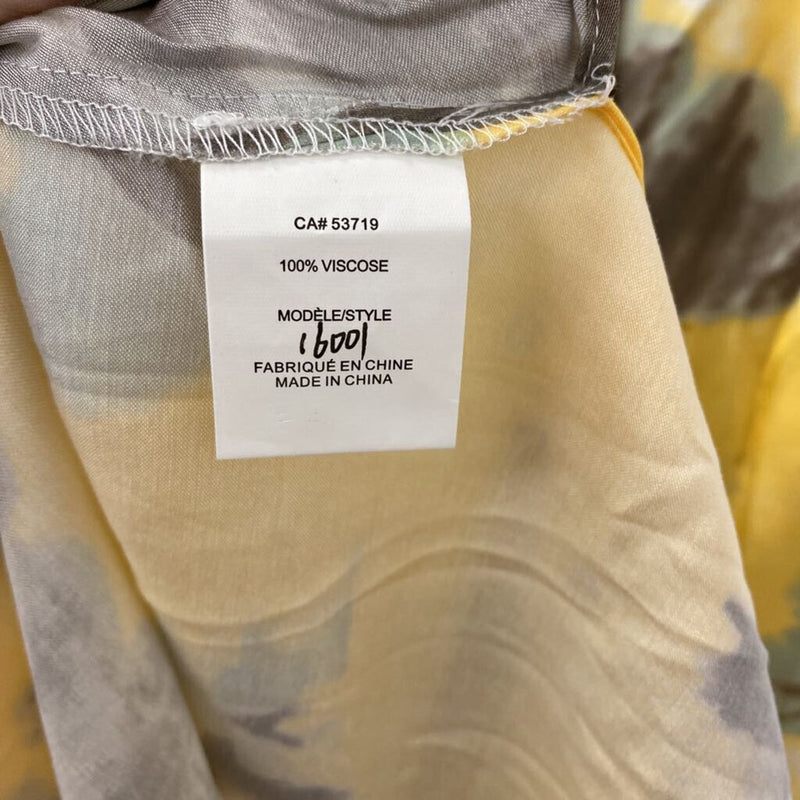 CA# 53719
100% VISCOSE
MODÈLE/STYLE
16001
FABRIQUÉ EN CHINE
MADE IN CHINA